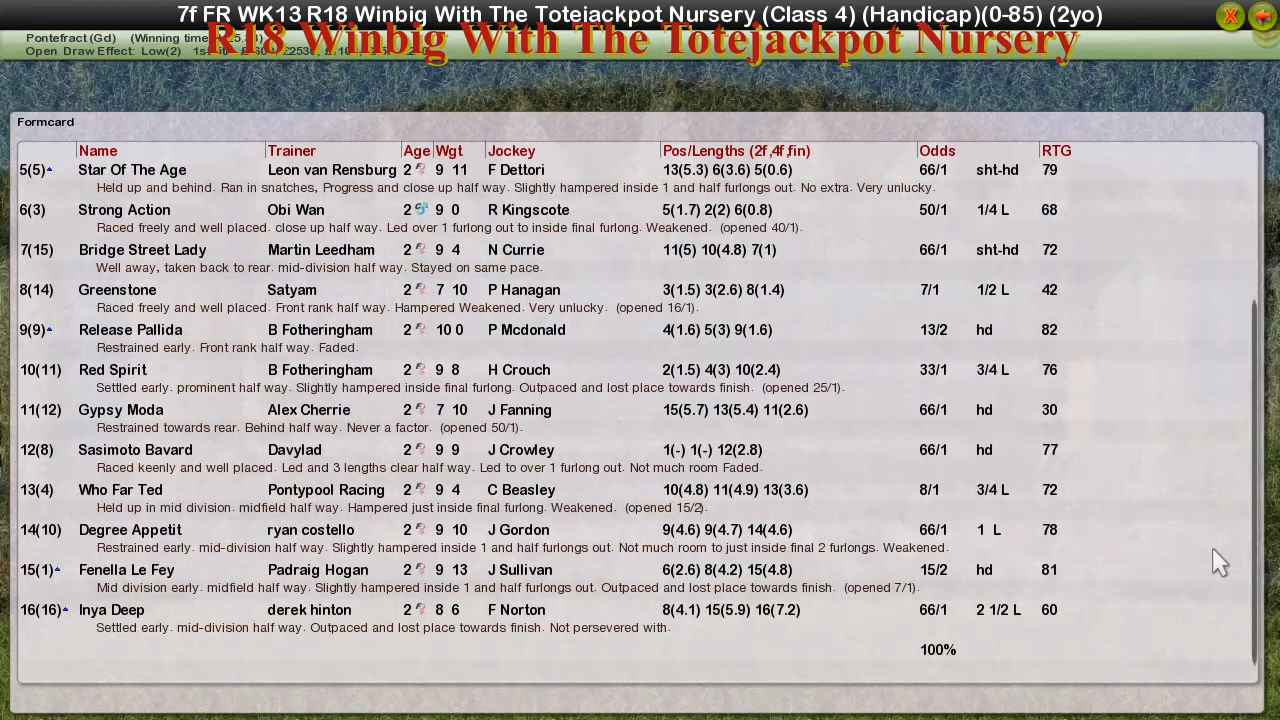 7f FR WK13 R18 Winbig With The Totejackpot Nursery (Class 4) (Handicap)(0-85) (2yo)
R18 Winbig With The Totejackpot Nursery
Pontefract (Gd) (Winning time
Open Draw Effect: Low(2)
Formcard
Name Trainer Age Wgt Jockey Pos/Lengths (2f,4f,fin) Odds RTG
5(5) Star Of The Age Leon van Rensburg 2 9 11 F Dettori 13(5.3) 6(3.6) 5(0.6) 66/1 sht-hd 79
Held up and behind. Ran in snatches, Progress and close up half way. Slightly hampered inside 1 and half furlongs out. No extra. Very unlucky.
6(3) Strong Action Obi Wan 2 9 0 R Kingscote 5(1.7) 2(2) 6(0.8) 50/1 1/4 L 68
Raced freely and well placed. close up half way. Led over 1 furlong out to inside final furlong. Weakened. (opened 40/1).
7(15) Bridge Street Lady Martin Leedham 2 9 4 N Currie 11(5) 10(4.8) 7(1) 66/1 sht-hd 72
Well away, taken back to rear. mid-division half way. Stayed on same pace.
8(14) Greenstone Satyam 2 7 10 P Hanagan 3(1.5) 3(2.6) 8(1.4) 7/1 1/2 L 42
Raced freely and well placed. Front rank half way. Hampered Weakened. Very unlucky. (opened 16/1).
9(9) Release Pallida B Fotheringham 2 10 0 P Mcdonald 4(1.6) 5(3) 9(1.6) 13/2 hd 82
Restrained early. Front rank half way. Faded.
10(11) Red Spirit B Fotheringham 2 9 8 H Crouch 2(1.5) 4(3) 10(2.4) 33/1 3/4 L 76
Settled early. prominent half way. Slightly hampered inside final furlong. Outpaced and lost place towards finish. (opened 25/1).
11(12) Gypsy Moda Alex Cherrie 2 7 10 J Fanning 15(5.7) 13(5.4) 11(2.6) 66/1 hd 30
Restrained towards rear. Behind half way. Never a factor. (opened 50/1).
12(8) Sasimoto Bavard Davylad 2 9 9 J Crowley 1(-) 1(-) 12(2.8) 66/1 hd 77
Raced keenly and well placed. Led and 3 lengths clear half way. Led to over 1 furlong out. Not much room Faded.
13(4) Who Far Ted Pontypool Racing 2 9 4 C Beasley 10(4.8) 11(4.9) 13(3.6) 8/1 3/4 L 72
Held up in mid division. midfield half way. Hampered just inside final furlong. Weakened. (opened 15/2).
14(10) Degree Appetit ryan costello 2 9 10 J Gordon 9(4.6) 9(4.7) 14(4.6) 66/1 1 L 78
Restrained early. mid-division half way. Slightly hampered inside 1 and half furlongs out. Not much room to just inside final 2 furlongs. Weakened.
15(1) Fenella Le Fey Padraig Hogan 2 9 13 J Sullivan 6(2.6) 8(4.2) 15(4.8) 15/2 hd 81
Mid division early. midfield half way. Slightly hampered inside 1 and half furlongs out. Outpaced and lost place towards finish. (opened 7/1).
16(16) Inya Deep derek hinton 2 8 6 F Norton 8(4.1) 15(5.9) 16(7.2) 66/1 2 1/2 L 60
Settled early. mid-division half way. Outpaced and lost place towards finish. Not persevered with.
100%